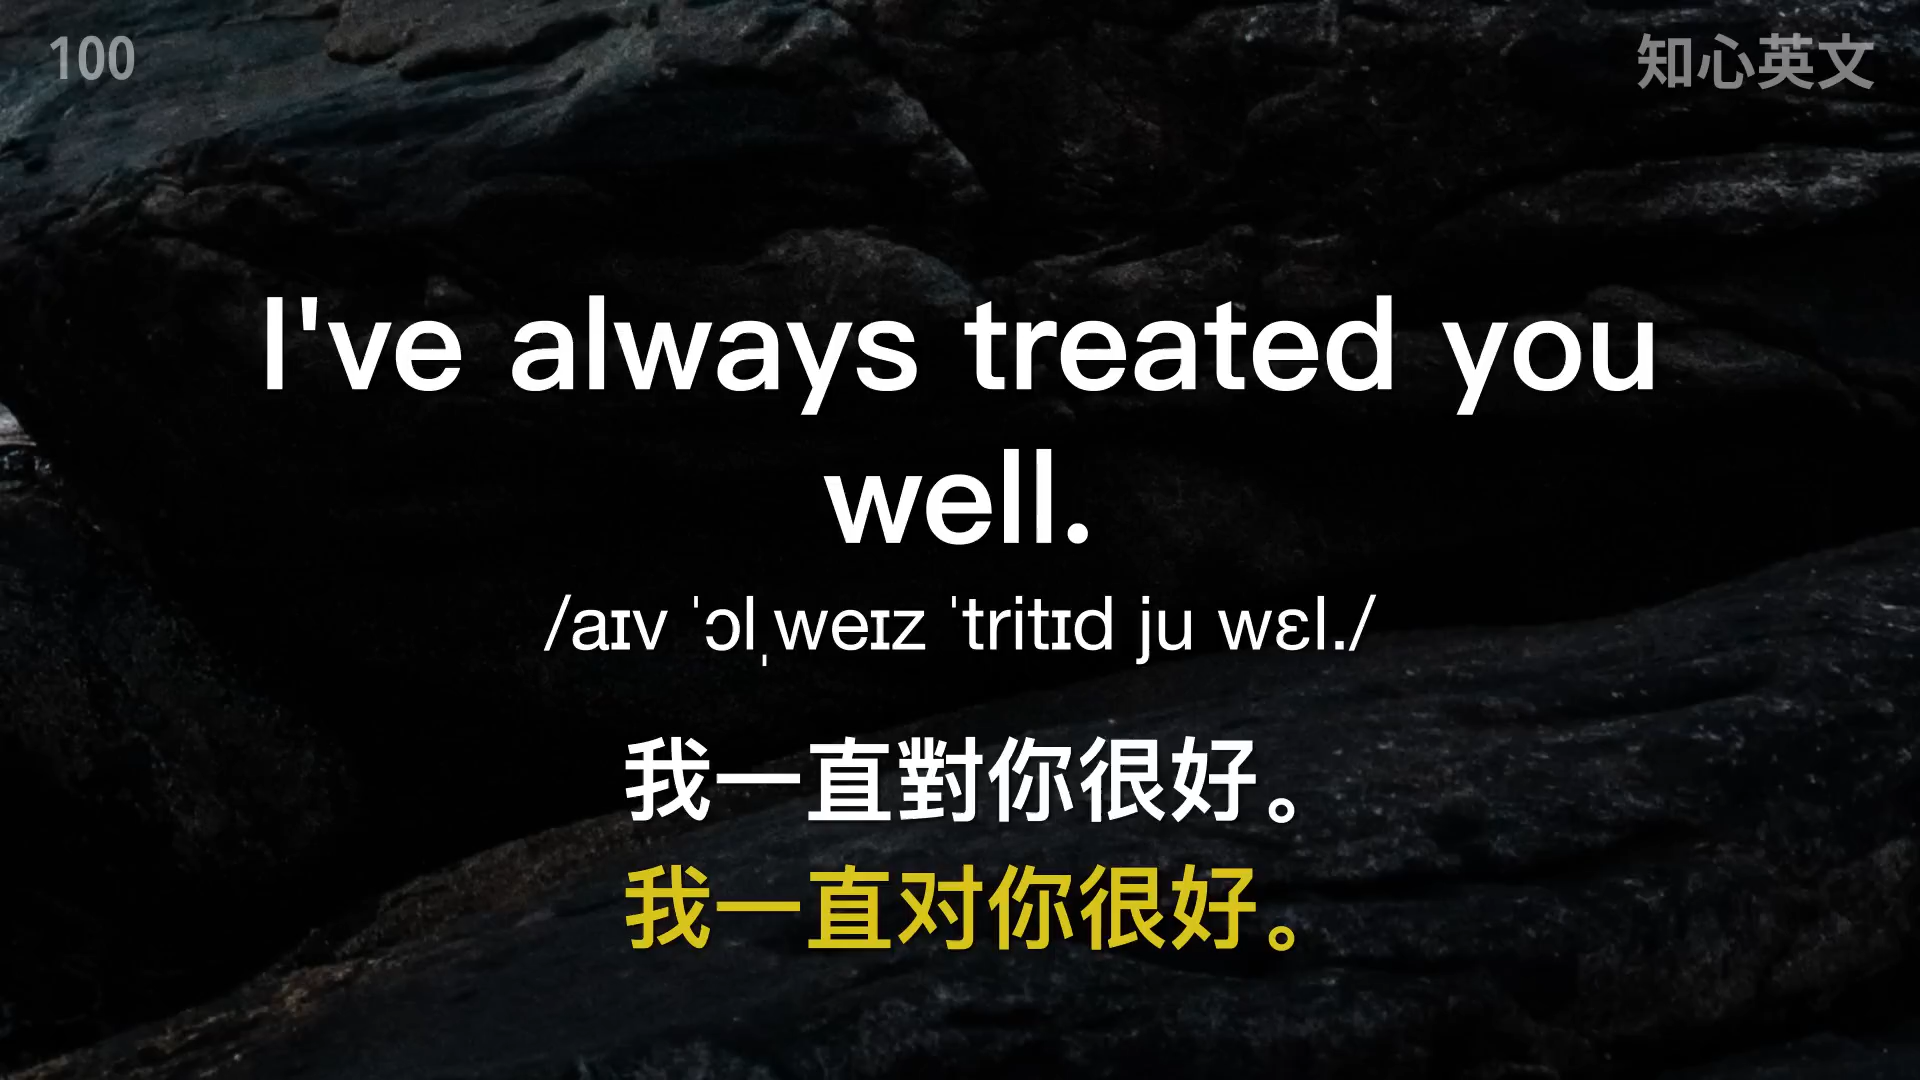 100
知心英文
I've always treated you
well.
/aɪv ˈɔlˌweɪz ˈtritɪd ju wɛl./
我一直對你很好。
我一直对你很好。